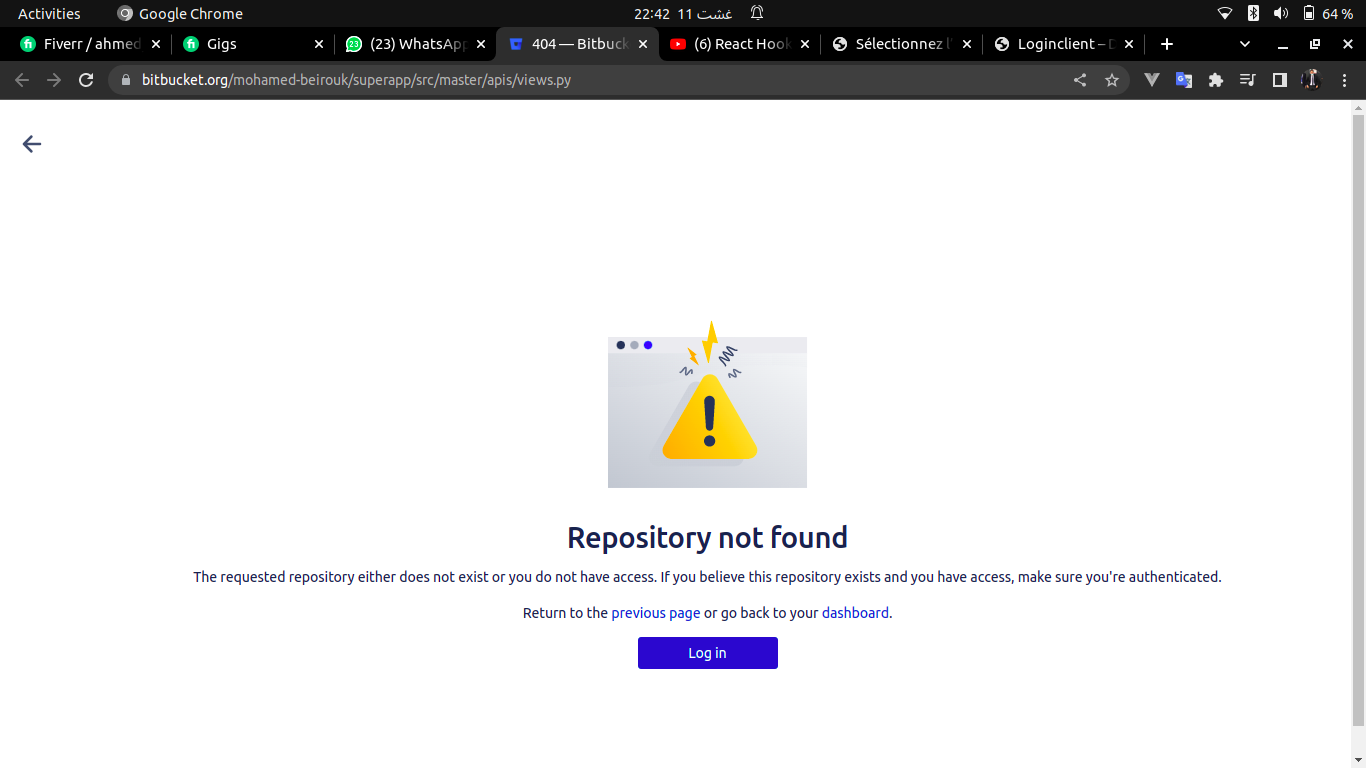 Activities Google Chrome 22:42 11 غشت 64 %
Fiverr / ahmed Gigs (23) WhatsApp 404 — Bitbuck (6) React Hook Sélectionnez l' Loginclient – D
bitbucket.org/mohamed-beirouk/superapp/src/master/apis/views.py
Repository not found
The requested repository either does not exist or you do not have access. If you believe this repository exists and you have access, make sure you're authenticated.
Return to the previous page or go back to your dashboard.
Log in